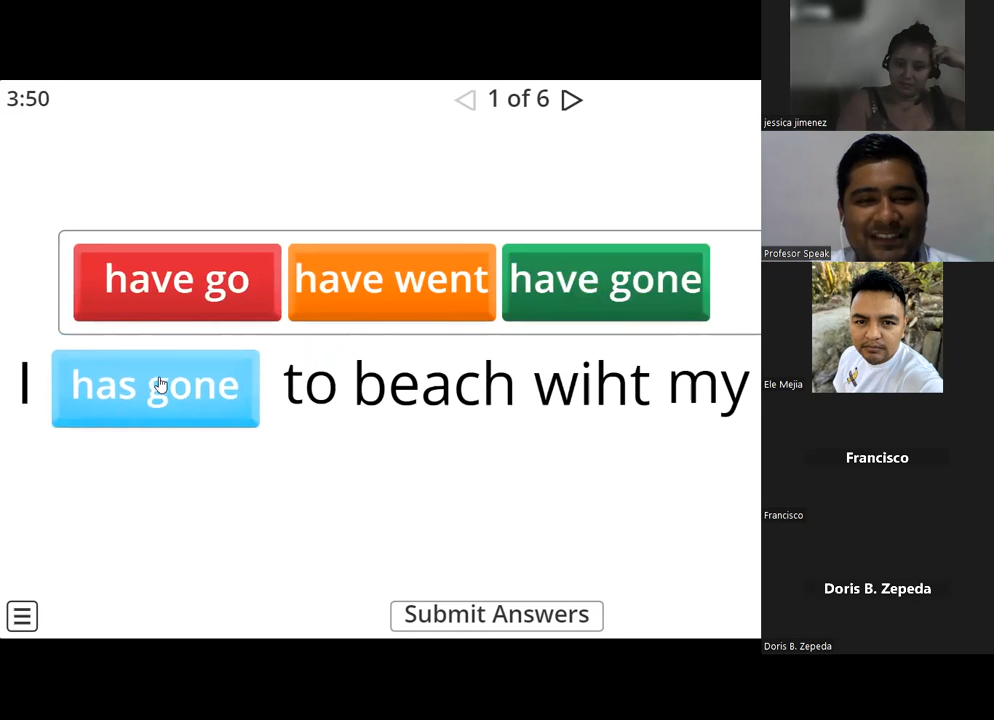 3:50
1 of 6
have go have went have gone
I has gone to beach wiht my
Submit Answers
jessica jimenez
Profesor Speak
Ele Mejia
Francisco
Francisco
Doris B. Zepeda
Doris B. Zepeda